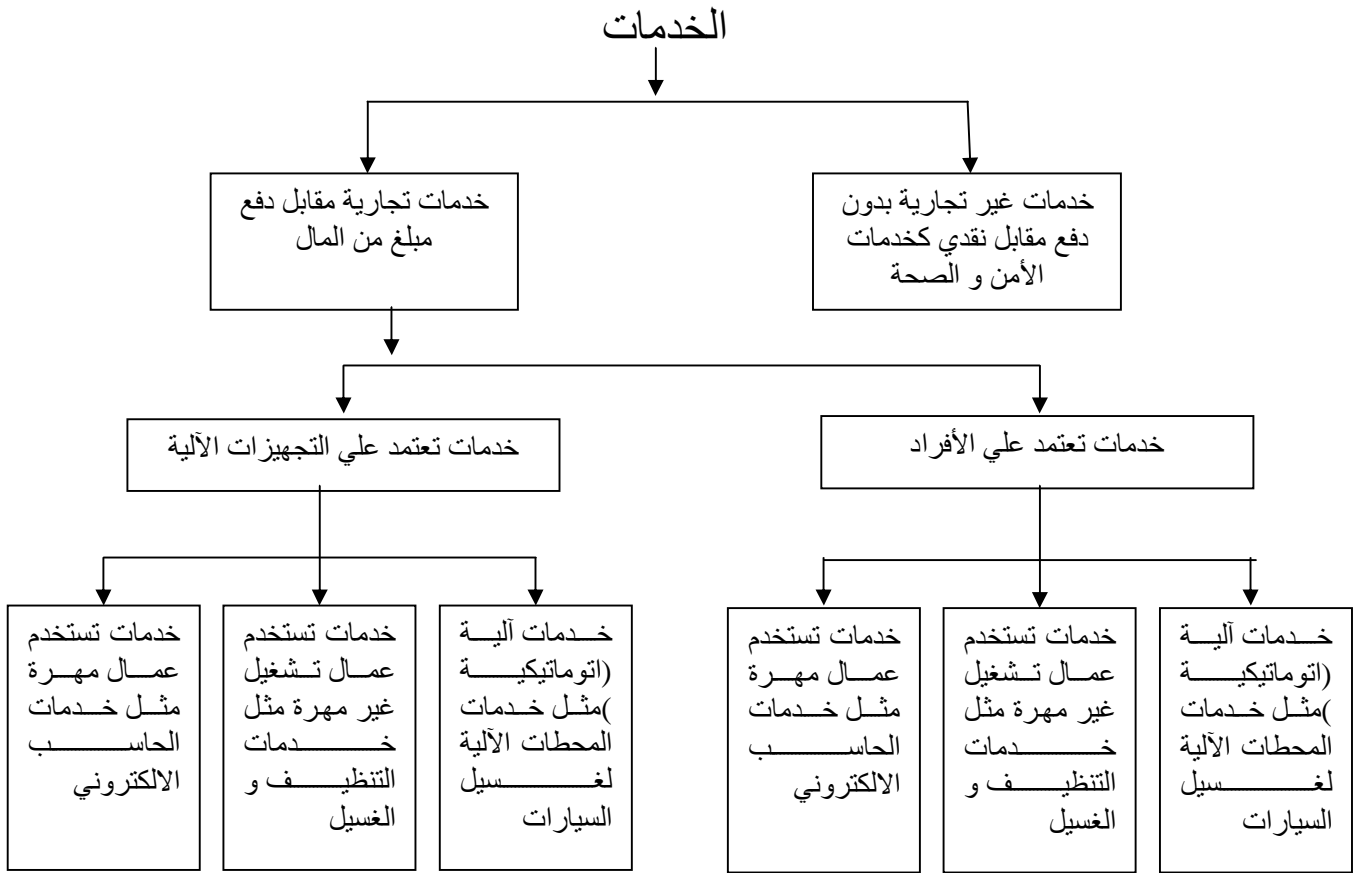 الخدمات
خدمات غير تجارية بدون
دفع مقابل نقدي كخدمات
الأمن و الصحة
خدمات تجارية مقابل دفع
مبلغ من المال
خدمات تعتمد علي الأفراد
خدمات تعتمد علي التجهيزات الآلية
خدمات آلية
(اتوماتيكية
)مثل خدمات
المحطات الآلية
لغسيل
السيارات
خدمات تستخدم
عمال تشغيل
غير مهرة مثل
خدمات
التنظيف و
الغسيل
خدمات تستخدم
عمال مهرة
مثل خدمات
الحاسب
الالكتروني
خدمات آلية
(اتوماتيكية
)مثل خدمات
المحطات الآلية
لغسيل
السيارات
خدمات تستخدم
عمال تشغيل
غير مهرة مثل
خدمات
التنظيف و
الغسيل
خدمات تستخدم
عمال مهرة
مثل خدمات
الحاسب
الالكتروني